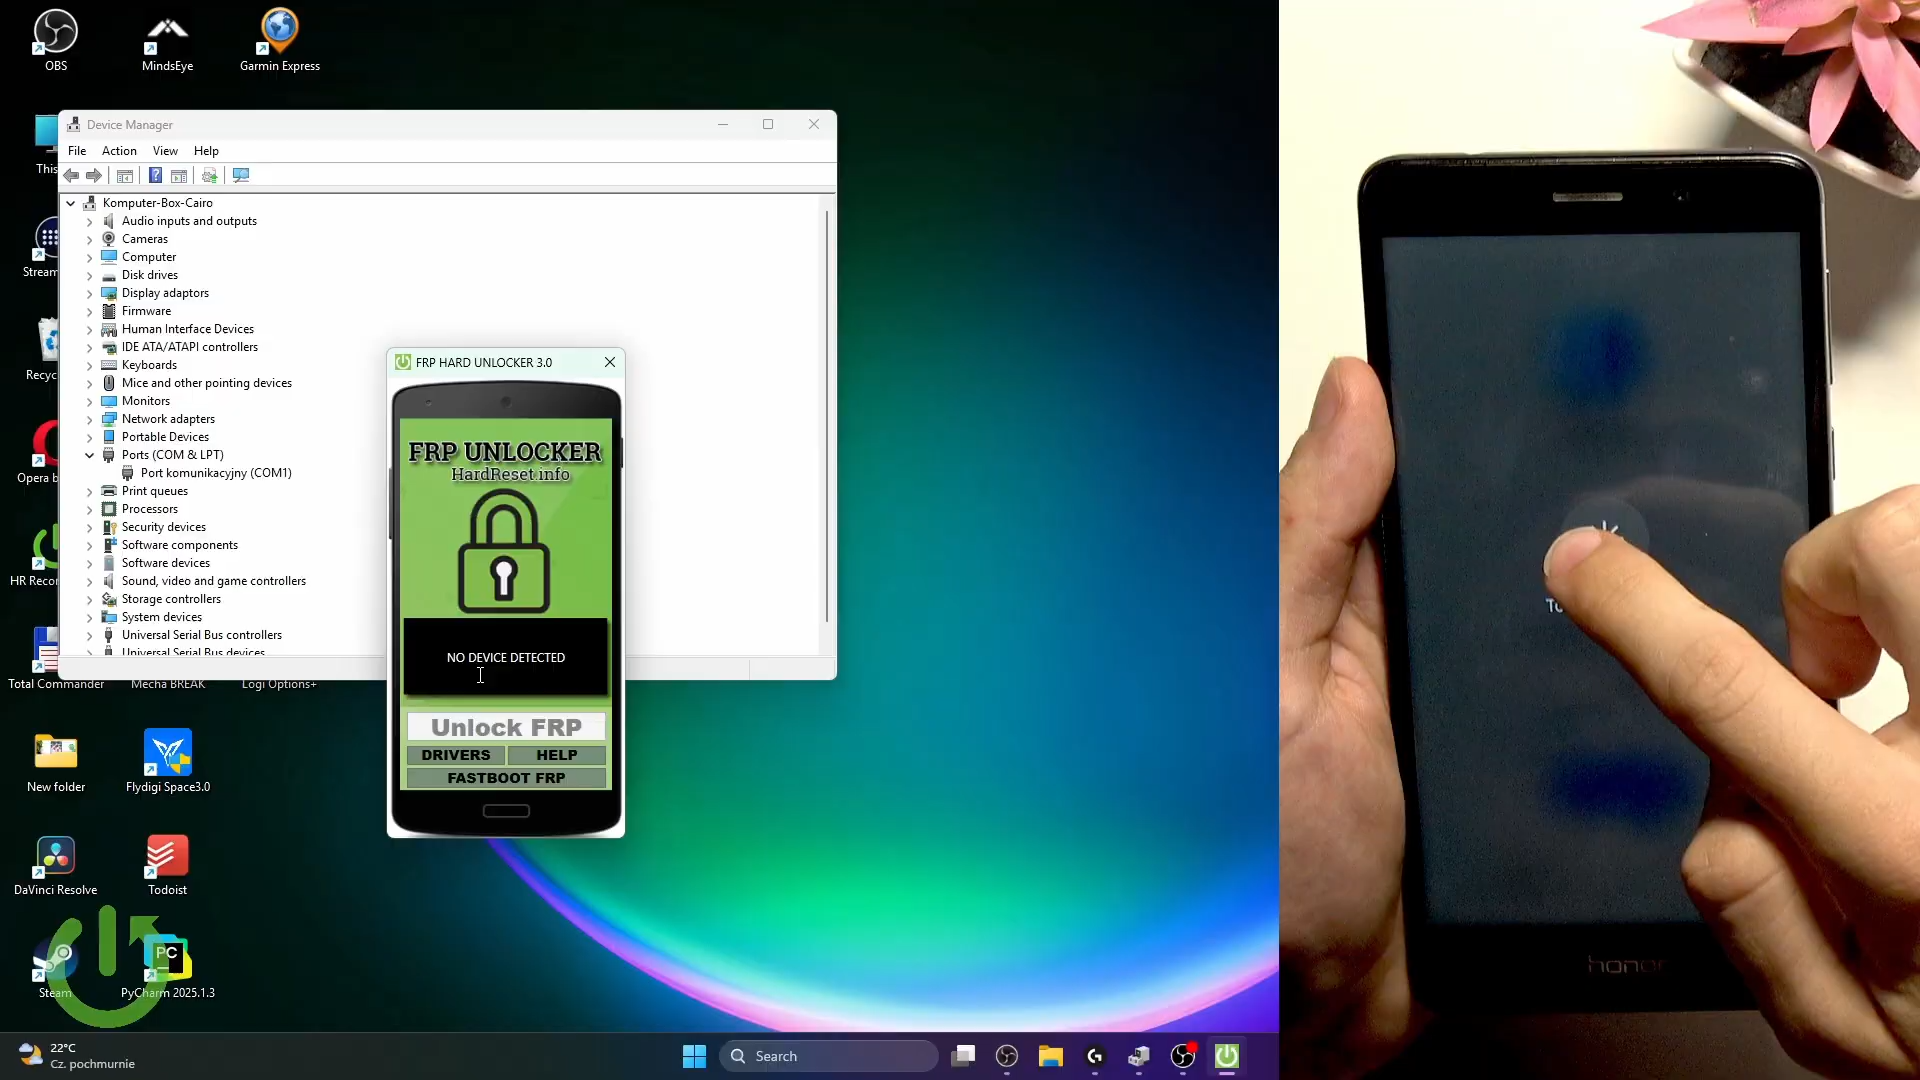 OBS
MindsEye
Garmin Express
Device Manager
File Action View Help
Komputer-Box-Cairo
Audio inputs and outputs
Cameras
Computer
Disk drives
Display adaptors
Firmware
Human Interface Devices
IDE ATA/ATAPI controllers
Keyboards
Mice and other pointing devices
Monitors
Network adapters
Portable Devices
Ports (COM & LPT)
Port komunikacyjny (COM1)
Print queues
Processors
Security devices
Software components
Software devices
Sound, video and game controllers
Storage controllers
System devices
Universal Serial Bus controllers
Universal Serial Bus devices
This
Stream
Recyc
Opera b
HR Recor
Total Commander
Mecha BREAK
Logi Options+
FRP HARD UNLOCKER 3.0
FRP UNLOCKER
HardReset.info
NO DEVICE DETECTED
Unlock FRP
DRIVERS
HELP
FASTBOOT FRP
New folder
Flydigi Space3.0
DaVinci Resolve
Todoist
Steam
PC
PyCharm 2025.1.3
22°C
Cz. pochmurnie
Search
honor